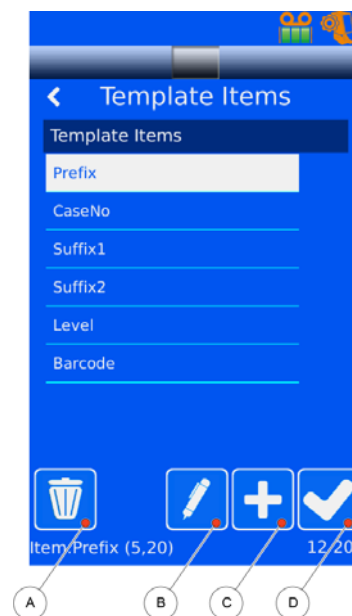 Template Items
Template Items
Prefix
CaseNo
Suffix1
Suffix2
Level
Barcode
Item:Prefix (5,20)
12:20
A
B
C
D